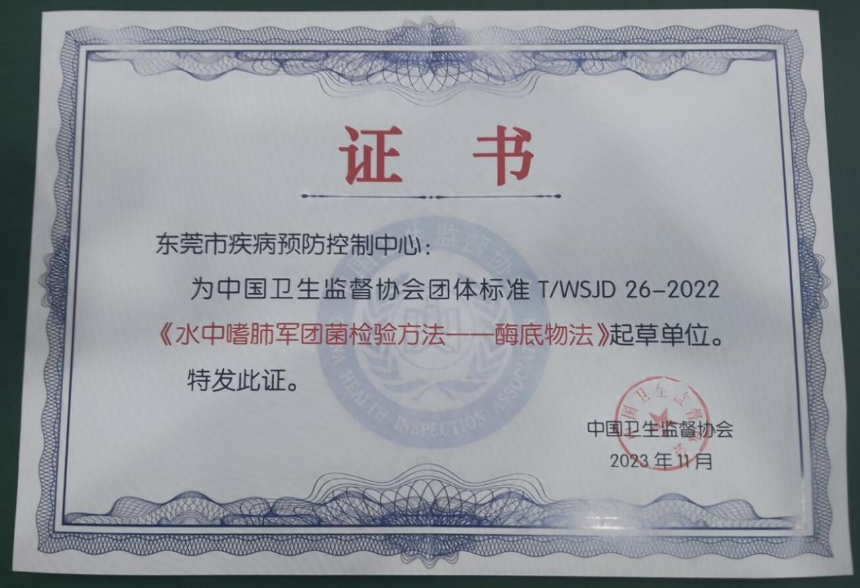 证 书
东莞市疾病预防控制中心：
为中国卫生监督协会团体标准 T/WSJD 26-2022
《水中嗜肺军团菌检验方法——酶底物法》起草单位。
特发此证。
中国卫生监督协会
2023 年 11 月